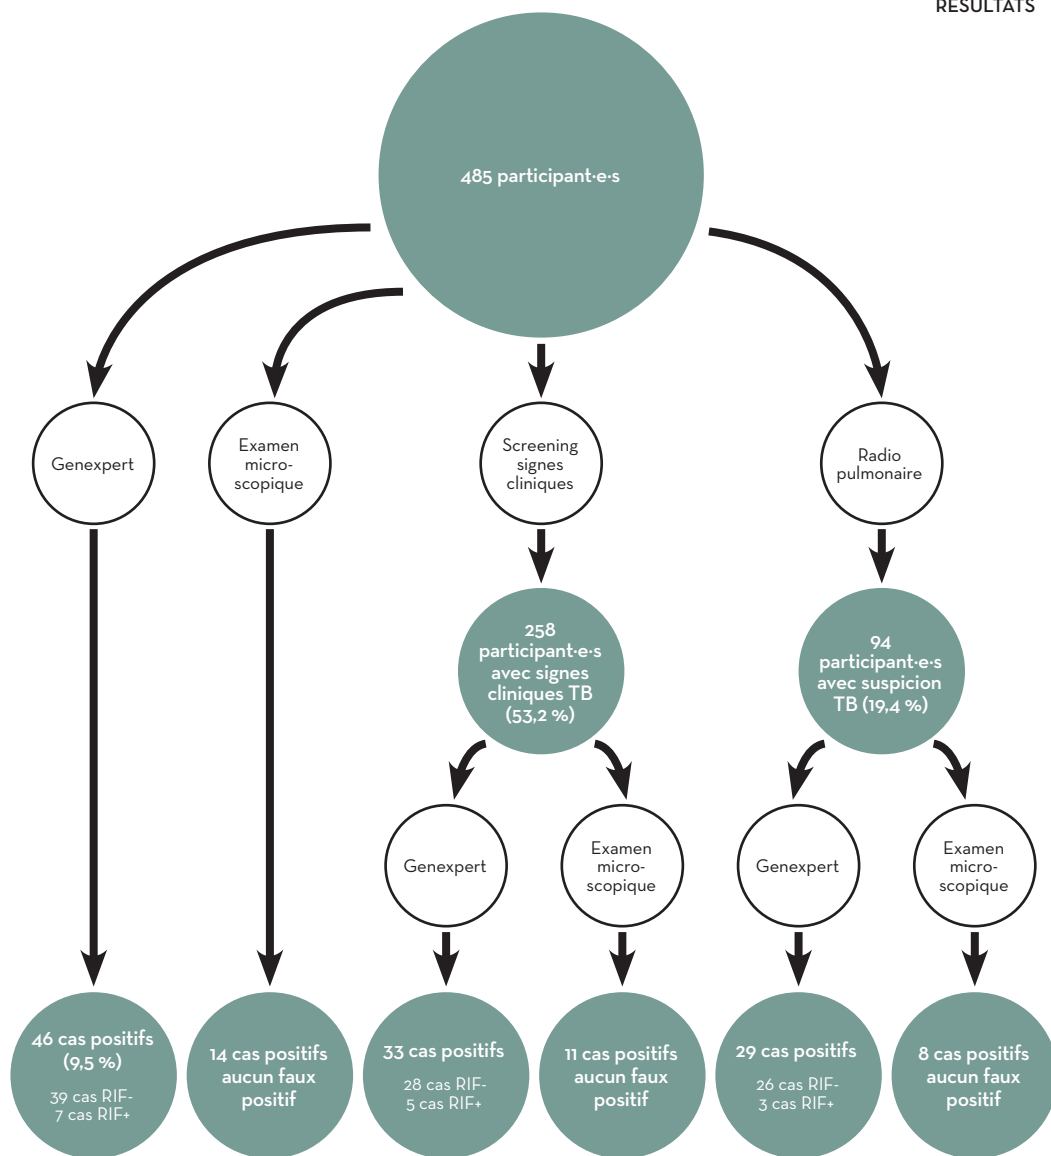 RÉSULTATS
485 participant·e·s
Genexpert
Examen
micro-
scopique
Screening
signes
cliniques
Radio
pulmonaire
258
participant·e·s
avec signes
cliniques TB
(53,2 %)
94
participant·e·s
avec suspicion
TB (19,4 %)
Genexpert
Examen
micro-
scopique
Genexpert
Examen
micro-
scopique
46 cas positifs
(9,5 %)
39 cas RIF-
7 cas RIF+
14 cas positifs
aucun faux
positif
33 cas positifs
28 cas RIF-
5 cas RIF+
11 cas positifs
aucun faux
positif
29 cas positifs
26 cas RIF-
3 cas RIF+
8 cas positifs
aucun faux
positif